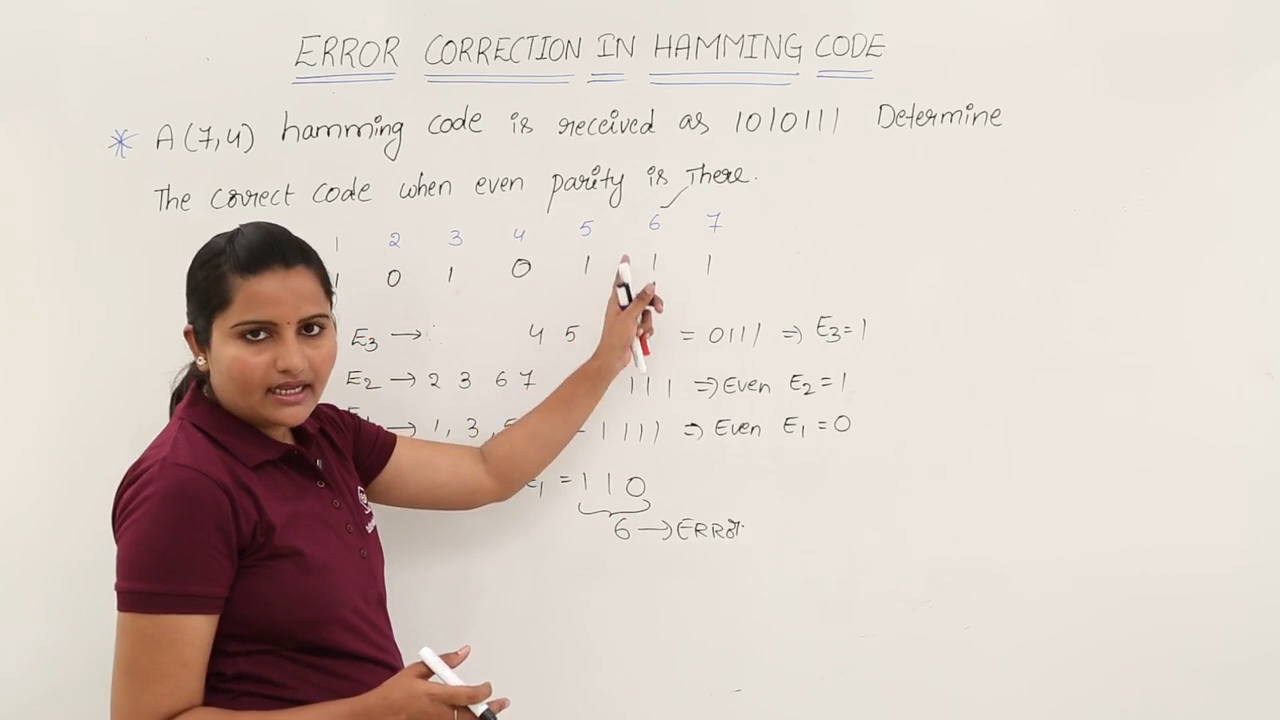 ERROR CORRECTION IN HAMMING CODE
* A (7,4) hamming code is received as 1010111 Determine
The correct code when even parity is There.
1 2 3 4 5 6 7
1 0 1 0 1 1 1
E3 → 4 5 = 0111 ⇒ E3=1
E2 → 2 3 6 7 111 ⇒ Even E2=1
→ 1, 3, 1111 ⇒ Even E1=0
E1 = 110
6 → ERROR